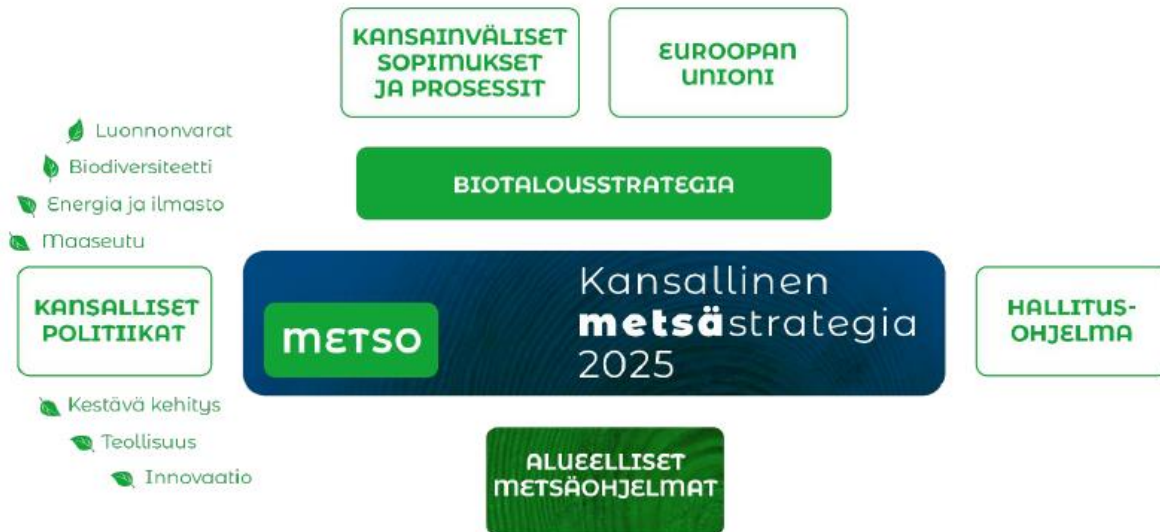 KANSAINVÄLISET
SOPIMUKSET
JA PROSESSIT
EUROOPAN
UNIONI
Luonnonvarat
Biodiversiteetti
Energia ja ilmasto
Maaseutu
BIOTALOUSSTRATEGIA
KANSALLISET
POLITIIKAT
METSO
Kansallinen
metsästrategia
2025
HALLITUS-
OHJELMA
Kestävä kehitys
Teollisuus
Innovaatio
ALUEELLISET
METSÄOHJELMAT